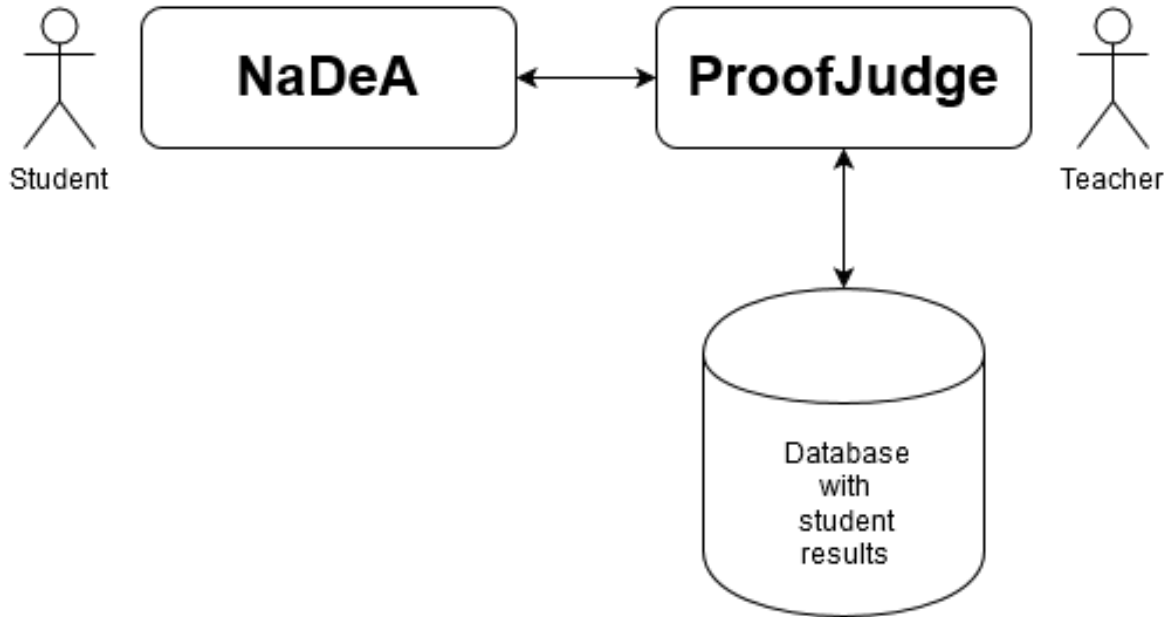 NaDeA
ProofJudge
Student
Teacher
Database
with
student
results